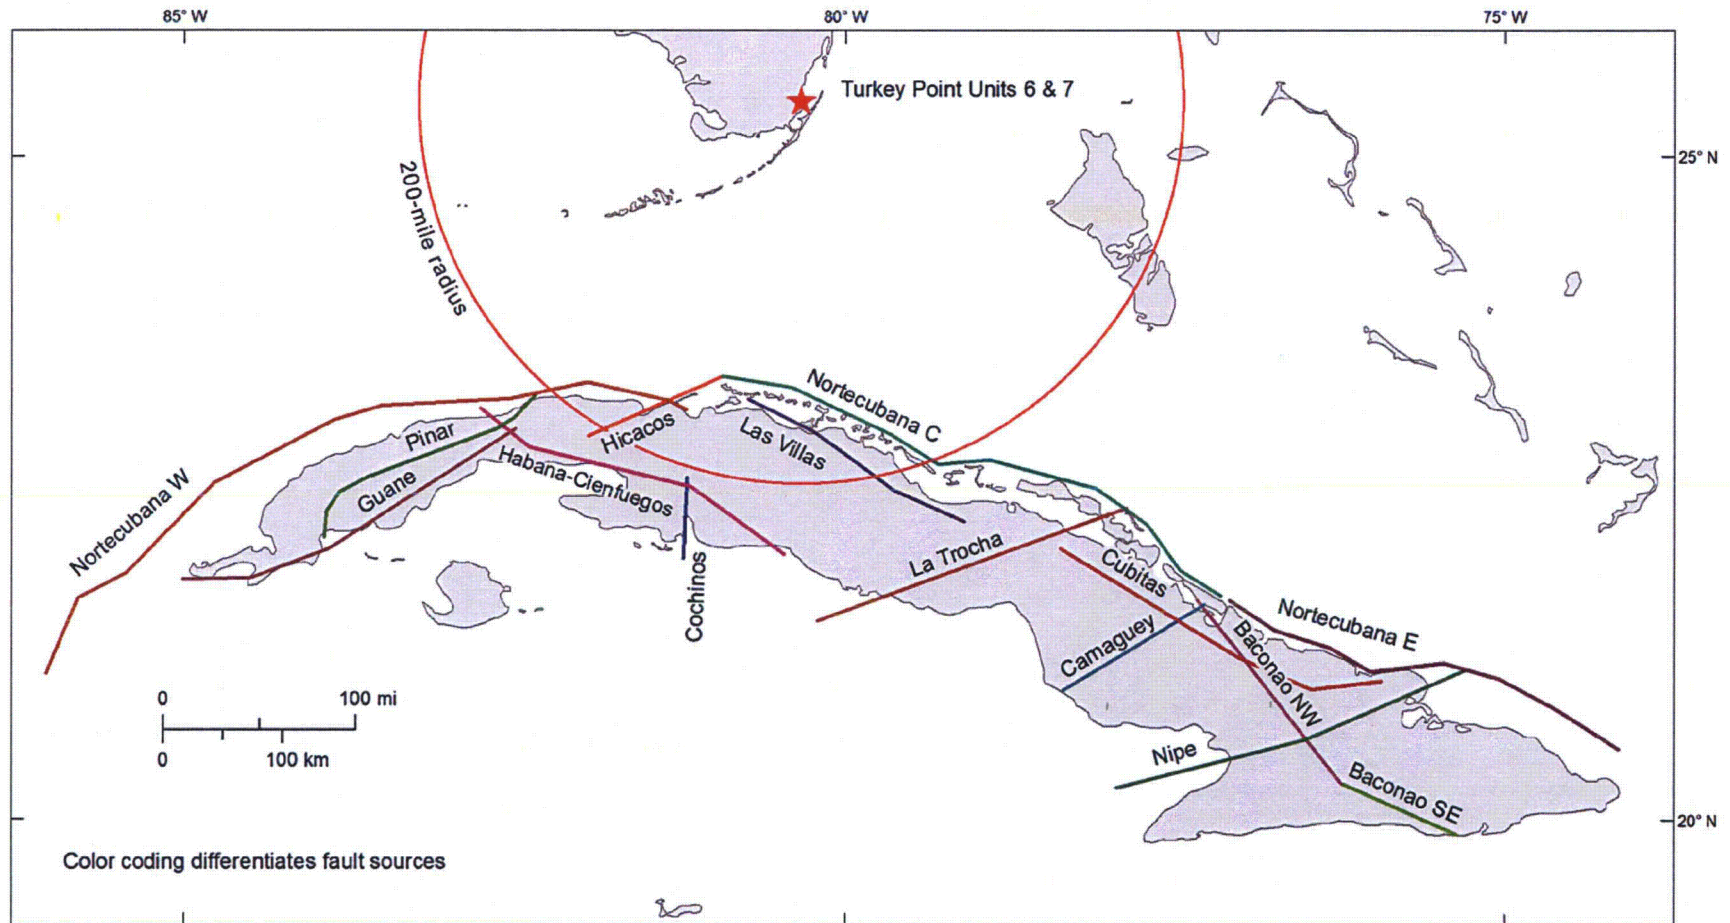 85° W
80° W
75° W
Turkey Point Units 6 & 7
25° N
200-mile radius
Nortecubana C
Hicacos
Pinar
Las Villas
Habana-Cienfuegos
Guane
Nortecubana W
La Trocha
Cubitas
Cochinos
Nortecubana E
Camaguey
Baconao NW
0 100 mi
0 100 km
Nipe
Baconao SE
20° N
Color coding differentiates fault sources